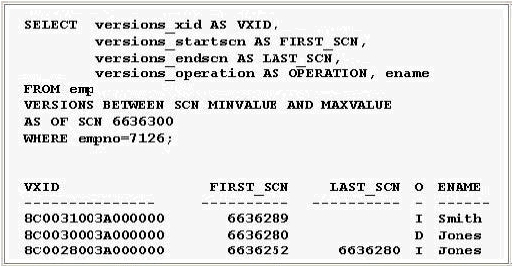 SELECT versions_xid AS VXID,
versions_startscn AS FIRST_SCN,
versions_endscn AS LAST_SCN,
versions_operation AS OPERATION, ename
FROM emp
VERSIONS BETWEEN SCN MINVALUE AND MAXVALUE
AS OF SCN 6636300
WHERE empno=7126;
VXID FIRST_SCN LAST_SCN O ENAME
--------------- ----------- ---------- - ------
8C0031003A000000 6636289 I Smith
8C0030003A000000 6636280 D Jones
8C0028003A000000 6636252 6636280 I Jones